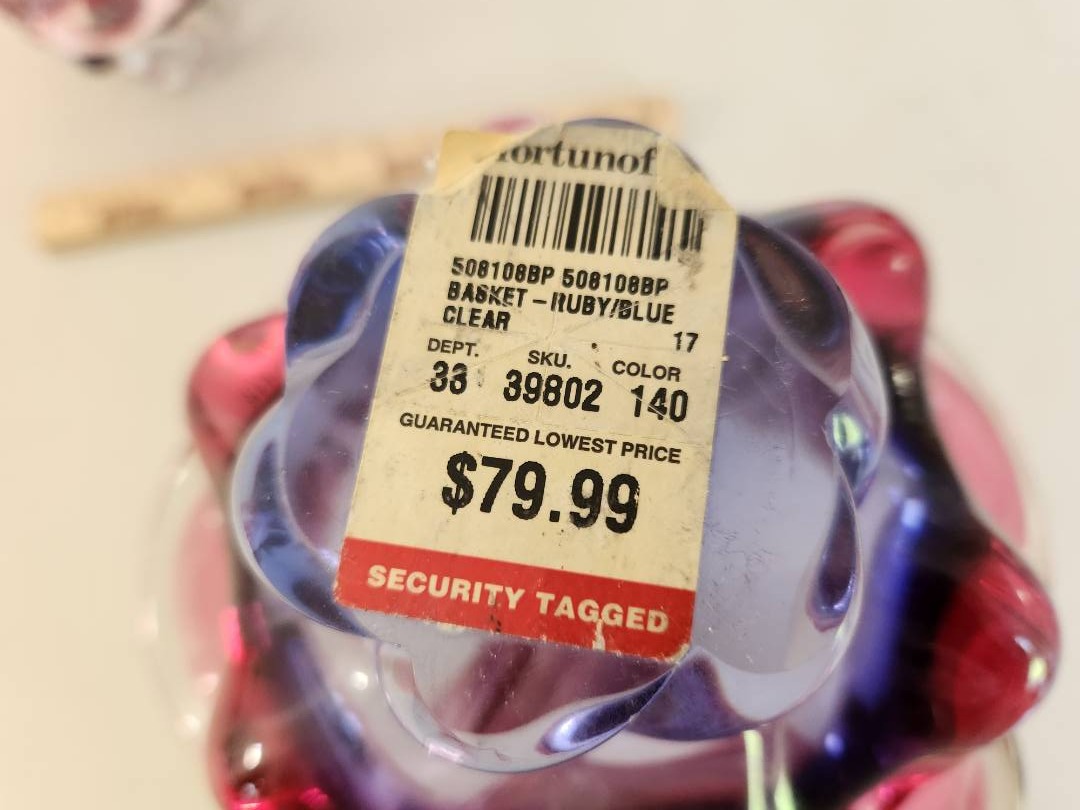 fortunof
508108BP 508108BP
BASKET - RUBY/BLUE
CLEAR
17
DEPT. SKU. COLOR
33 39802 140
GUARANTEED LOWEST PRICE
$79.99
SECURITY TAGGED